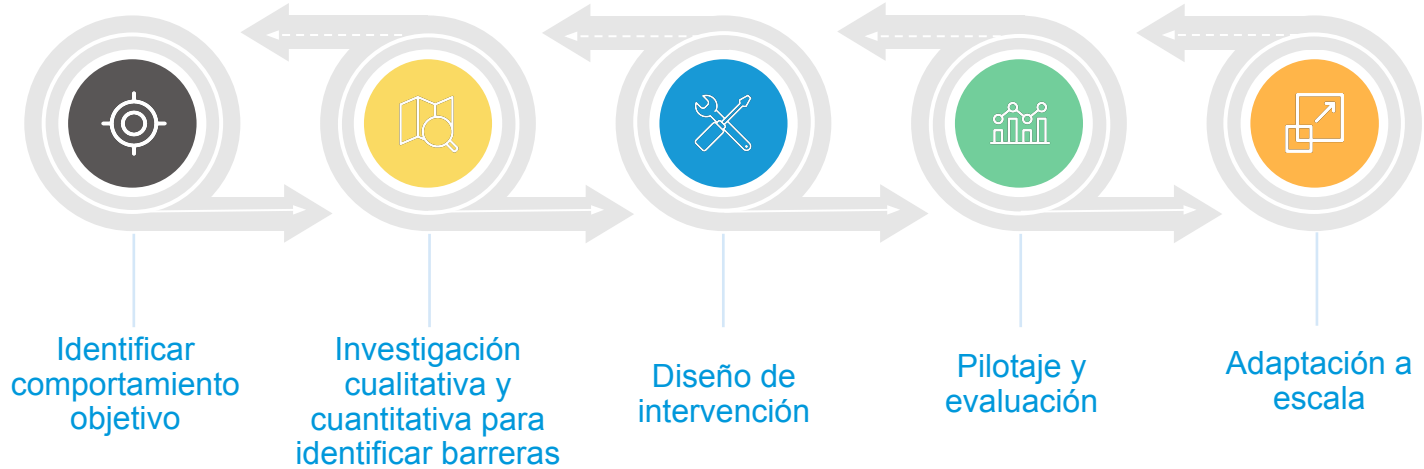 Identificar
comportamiento
objetivo
Investigación
cualitativa y
cuantitativa para
identificar barreras
Diseño de
intervención
Pilotaje y
evaluación
Adaptación a
escala